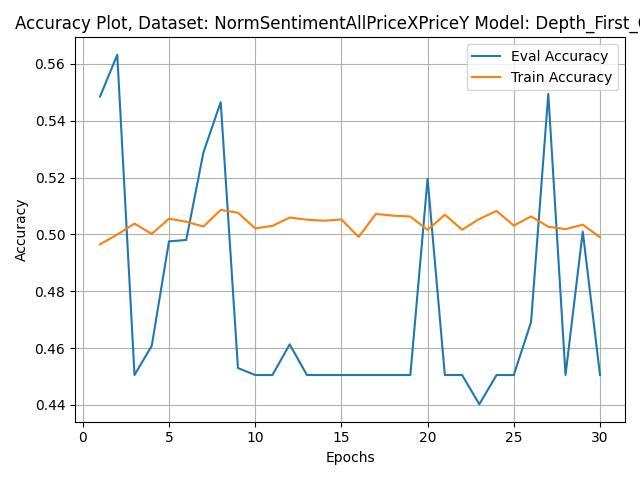 Accuracy Plot, Dataset: NormSentimentAllPriceXPriceY Model: Depth_First_
Eval Accuracy
Train Accuracy
0.56
0.54
0.52
0.50
0.48
0.46
0.44
Accuracy
0 5 10 15 20 25 30
Epochs